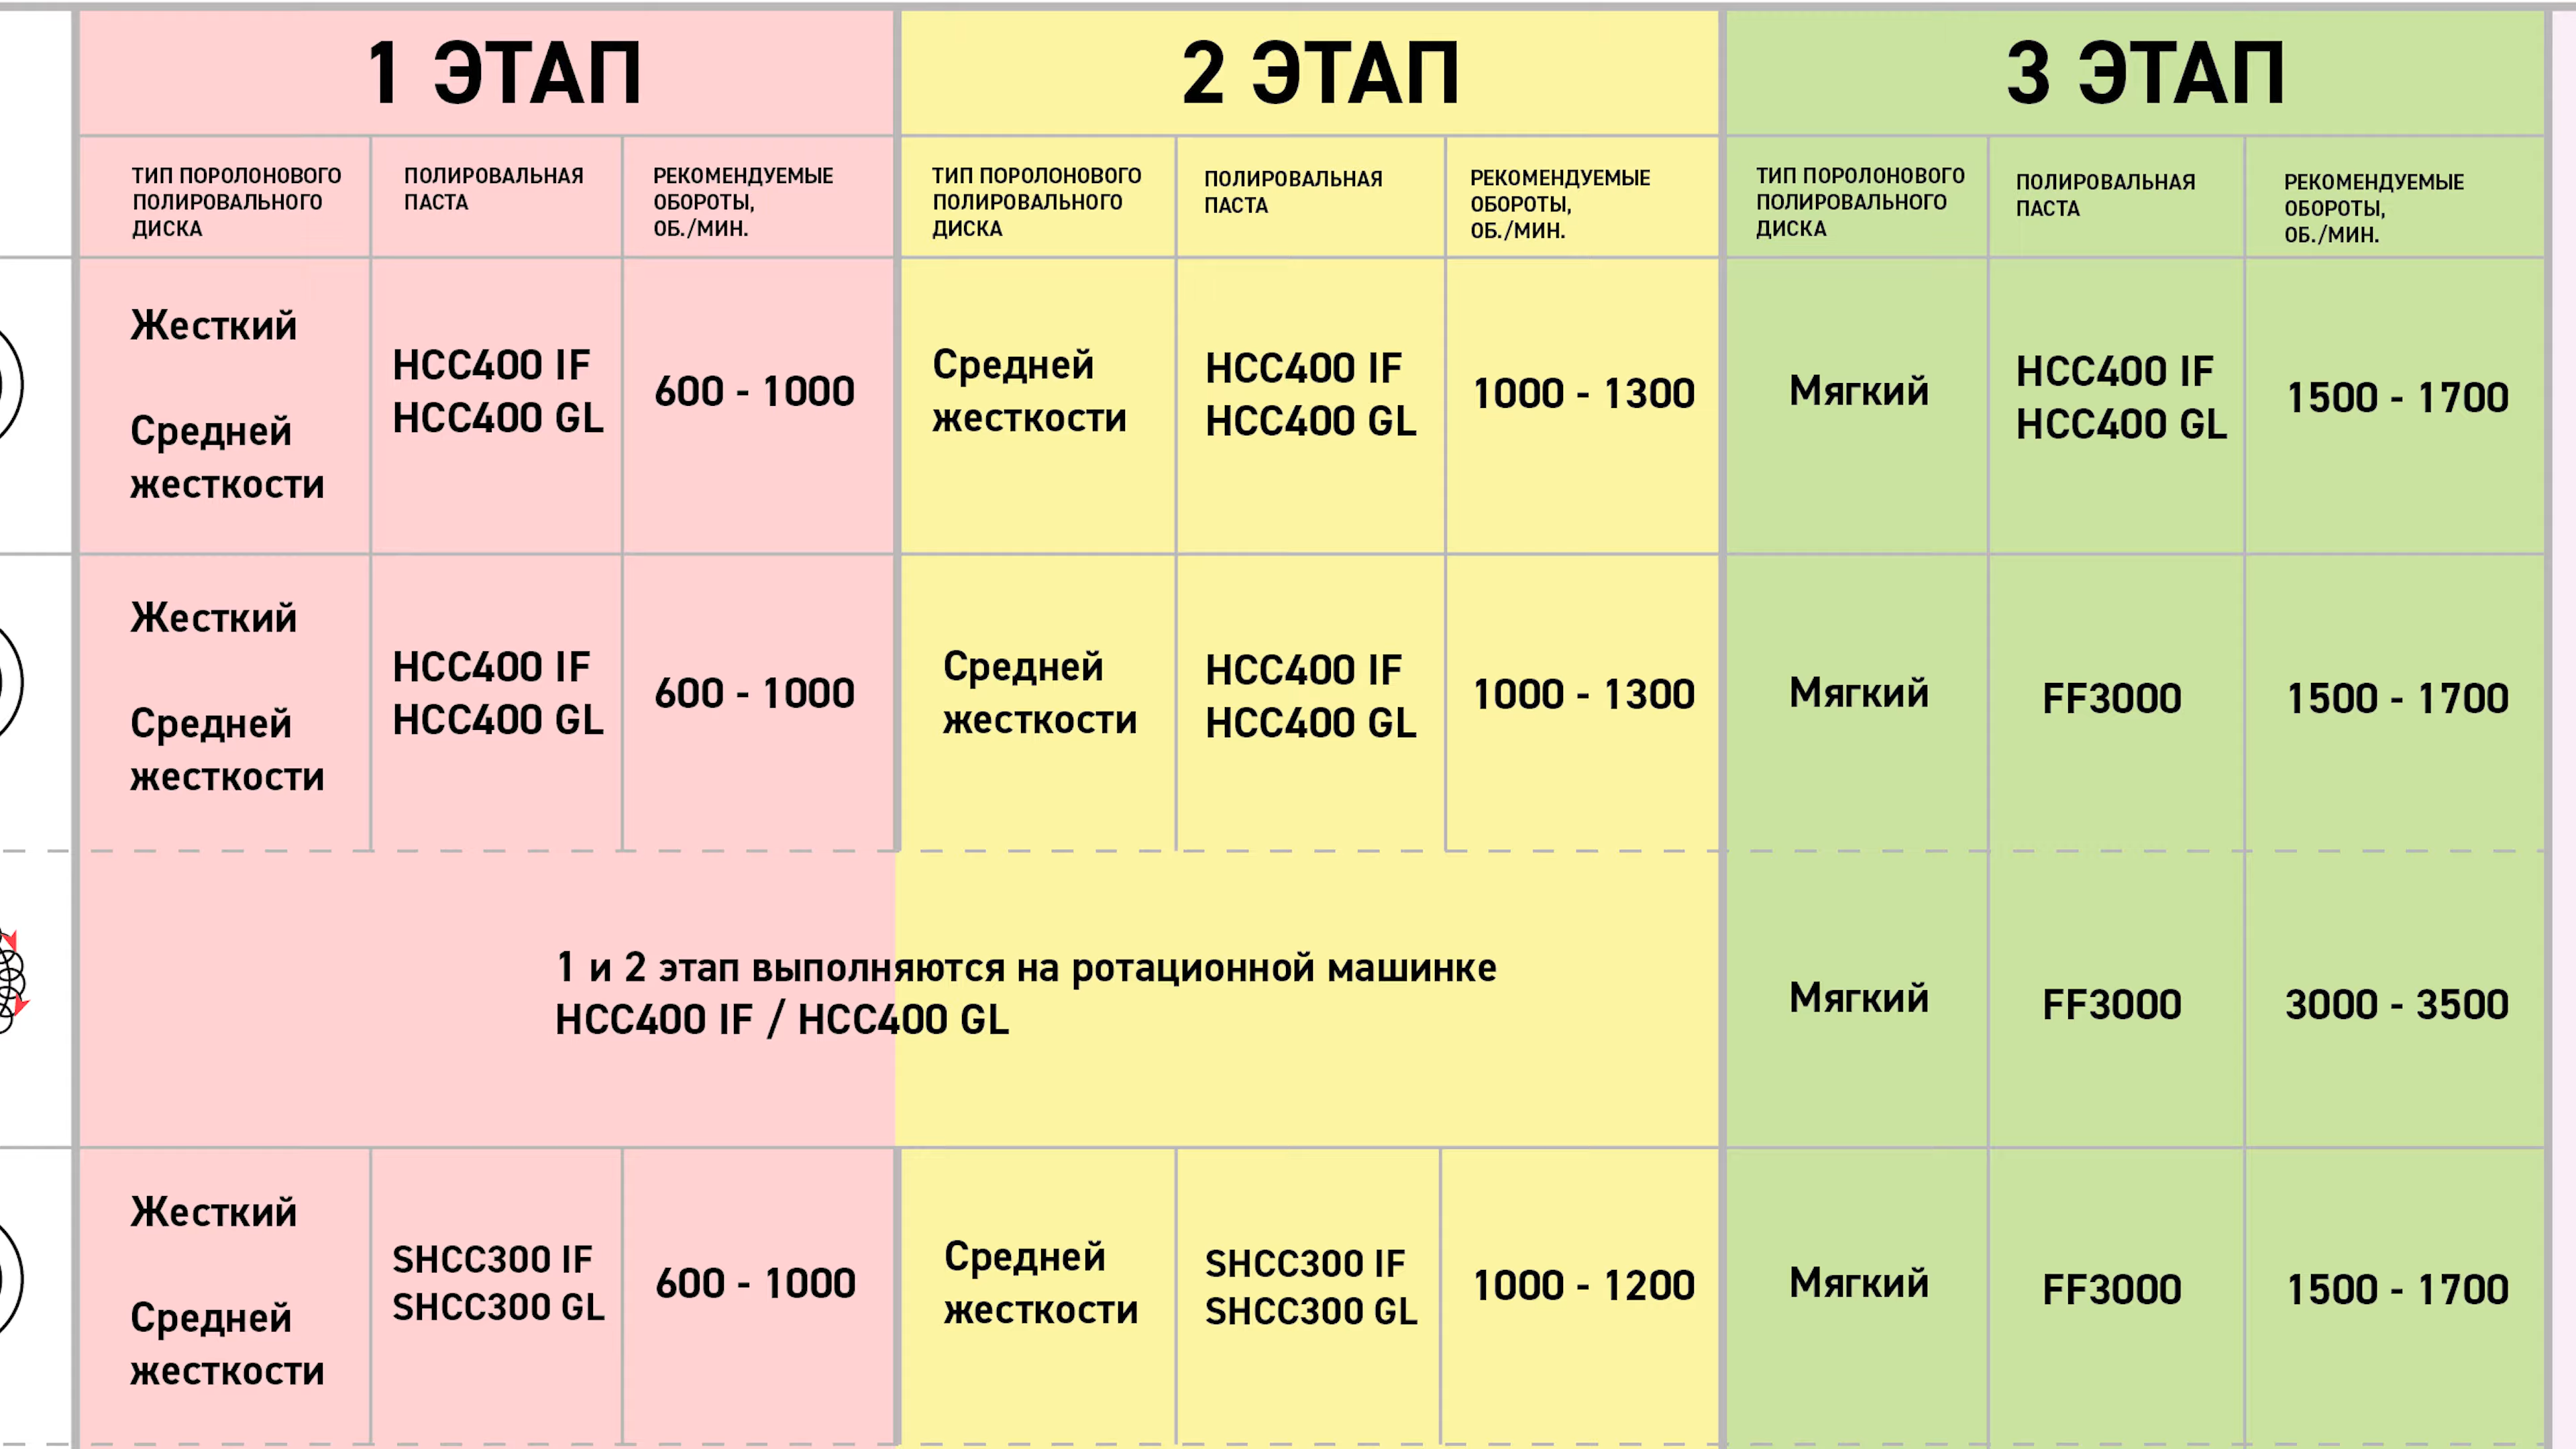 1 ЭТАП
2 ЭТАП
3 ЭТАП
ТИП ПОРОЛОНОВОГО
ПОЛИРОВАЛЬНОГО
ДИСКА
ПОЛИРОВАЛЬНАЯ
ПАСТА
РЕКОМЕНДУЕМЫЕ
ОБОРОТЫ,
ОБ./МИН.
ТИП ПОРОЛОНОВОГО
ПОЛИРОВАЛЬНОГО
ДИСКА
ПОЛИРОВАЛЬНАЯ
ПАСТА
РЕКОМЕНДУЕМЫЕ
ОБОРОТЫ,
ОБ./МИН.
ТИП ПОРОЛОНОВОГО
ПОЛИРОВАЛЬНОГО
ДИСКА
ПОЛИРОВАЛЬНАЯ
ПАСТА
РЕКОМЕНДУЕМЫЕ
ОБОРОТЫ,
ОБ./МИН.
Жесткий
Средней
жесткости
HCC400 IF
HCC400 GL
600 - 1000
Средней
жесткости
HCC400 IF
HCC400 GL
1000 - 1300
Мягкий
HCC400 IF
HCC400 GL
1500 - 1700
Жесткий
Средней
жесткости
HCC400 IF
HCC400 GL
600 - 1000
Средней
жесткости
HCC400 IF
HCC400 GL
1000 - 1300
Мягкий
FF3000
1500 - 1700
1 и 2 этап выполняются на ротационной машинке
HCC400 IF / HCC400 GL
Мягкий
FF3000
3000 - 3500
Жесткий
Средней
жесткости
SHCC300 IF
SHCC300 GL
600 - 1000
Средней
жесткости
SHCC300 IF
SHCC300 GL
1000 - 1200
Мягкий
FF3000
1500 - 1700